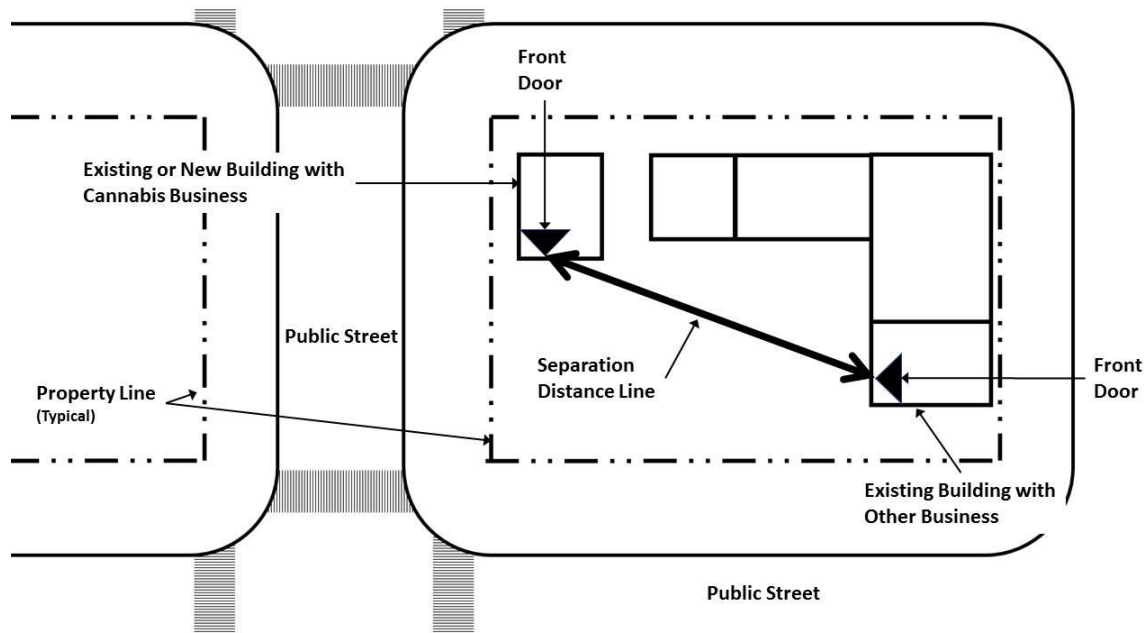 Front
Door
Existing or New Building with
Cannabis Business
Public Street
Separation
Distance Line
Property Line
(Typical)
Front
Door
Existing Building with
Other Business
Public Street